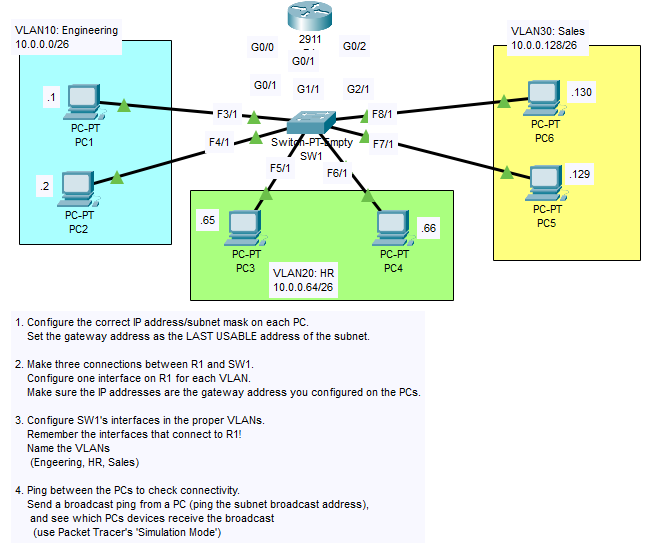 VLAN10: Engineering
10.0.0.0/26
2911
G0/0
G0/1
G0/2
VLAN30: Sales
10.0.0.128/26
G0/1
G1/1
G2/1
.1
PC-PT
PC1
F3/1
F8/1
.130
PC-PT
PC6
F4/1
Switch-PT-Empty
SW1
F7/1
.2
PC-PT
PC2
F5/1
F6/1
.129
PC-PT
PC5
.65
PC-PT
PC3
.66
PC-PT
PC4
VLAN20: HR
10.0.0.64/26
1. Configure the correct IP address/subnet mask on each PC.
Set the gateway address as the LAST USABLE address of the subnet.
2. Make three connections between R1 and SW1.
Configure one interface on R1 for each VLAN.
Make sure the IP addresses are the gateway address you configured on the PCs.
3. Configure SW1's interfaces in the proper VLANs.
Remember the interfaces that connect to R1!
Name the VLANs
(Engeering, HR, Sales)
4. Ping between the PCs to check connectivity.
Send a broadcast ping from a PC (ping the subnet broadcast address),
and see which PCs devices receive the broadcast
(use Packet Tracer's 'Simulation Mode')